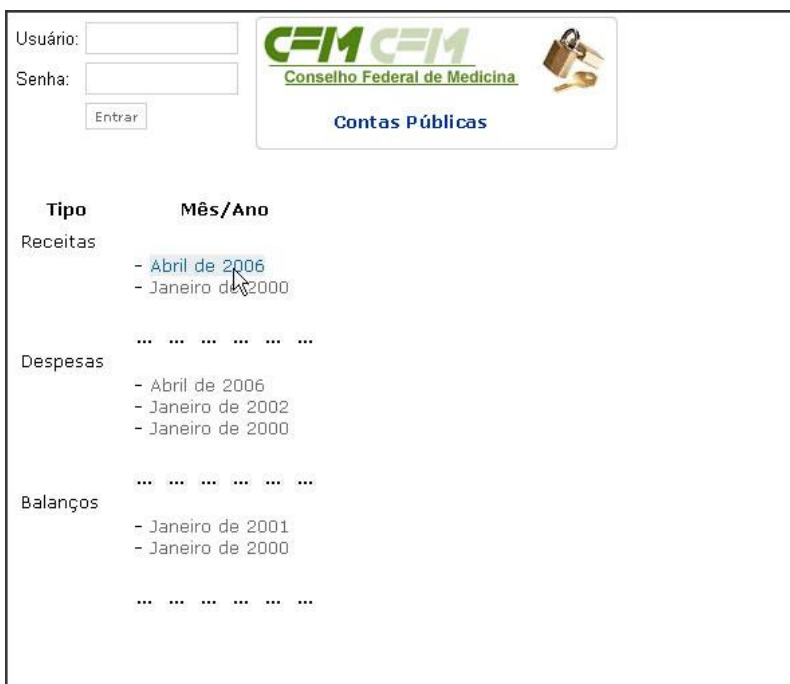 Usuário:
Senha:
Entrar
CFM CFM
Conselho Federal de Medicina
Contas Públicas
Tipo Mês/Ano
Receitas
- Abril de 2006
- Janeiro de 2000
... ... ... ... ... ...
Despesas
- Abril de 2006
- Janeiro de 2002
- Janeiro de 2000
... ... ... ... ... ...
Balanços
- Janeiro de 2001
- Janeiro de 2000
... ... ... ... ... ...